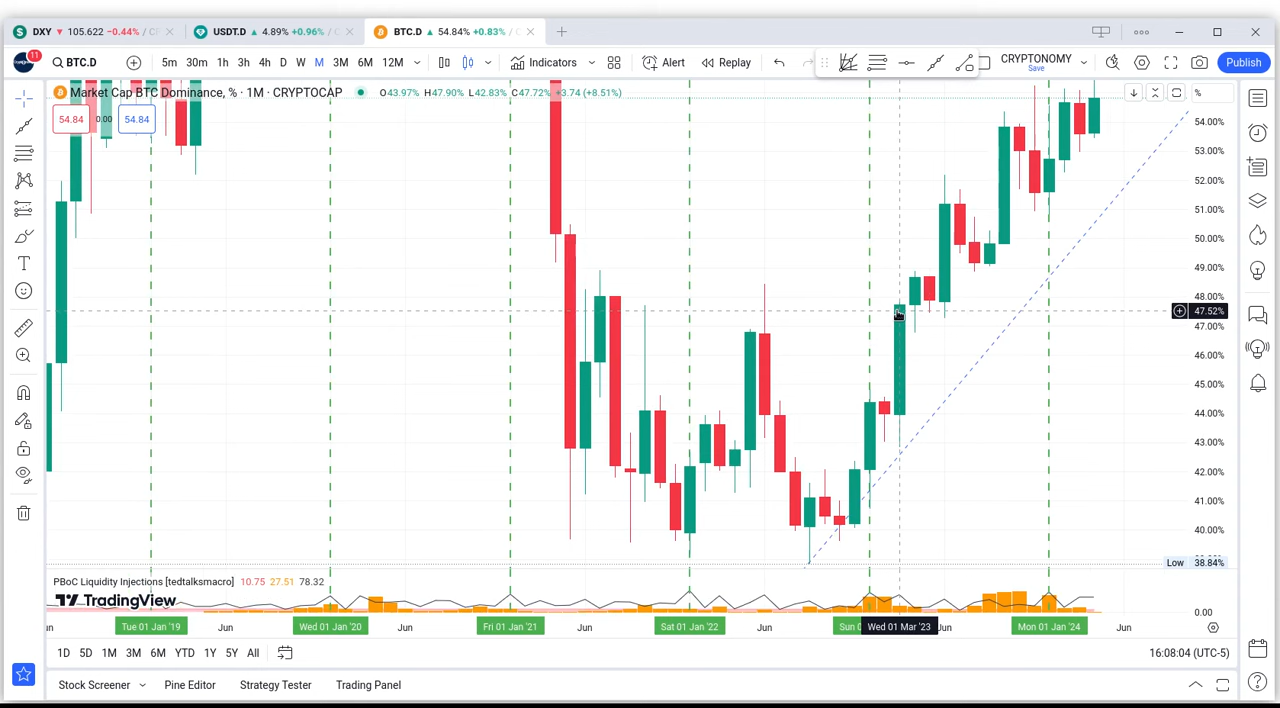 DXY 105.622 −0.44% / C
USDT.D 4.89% +0.96% / C
BTC.D 54.84% +0.83% / C
11
BTC.D 5m 30m 1h 3h 4h D W M 3M 6M 12M Indicators Alert Replay CRYPTONOMY Save Publish
Market Cap BTC Dominance, % · 1M · CRYPTOCAP O43.97% H47.90% L42.83% C47.72% +3.74 (+8.51%)
%
54.84 0.00 54.84
54.00%
53.00%
52.00%
51.00%
50.00%
49.00%
48.00%
47.52%
47.00%
46.00%
45.00%
44.00%
43.00%
42.00%
41.00%
40.00%
Low 38.84%
PBoC Liquidity Injections [tedtalksmacro] 10.75 27.51 78.32
TradingView
0.00
Tue 01 Jan '19 Jun Wed 01 Jan '20 Jun Fri 01 Jan '21 Jun Sat 01 Jan '22 Jun Sun 0 Wed 01 Mar '23 Jun Mon 01 Jan '24 Jun
1D 5D 1M 3M 6M YTD 1Y 5Y All 16:08:04 (UTC-5)
Stock Screener Pine Editor Strategy Tester Trading Panel